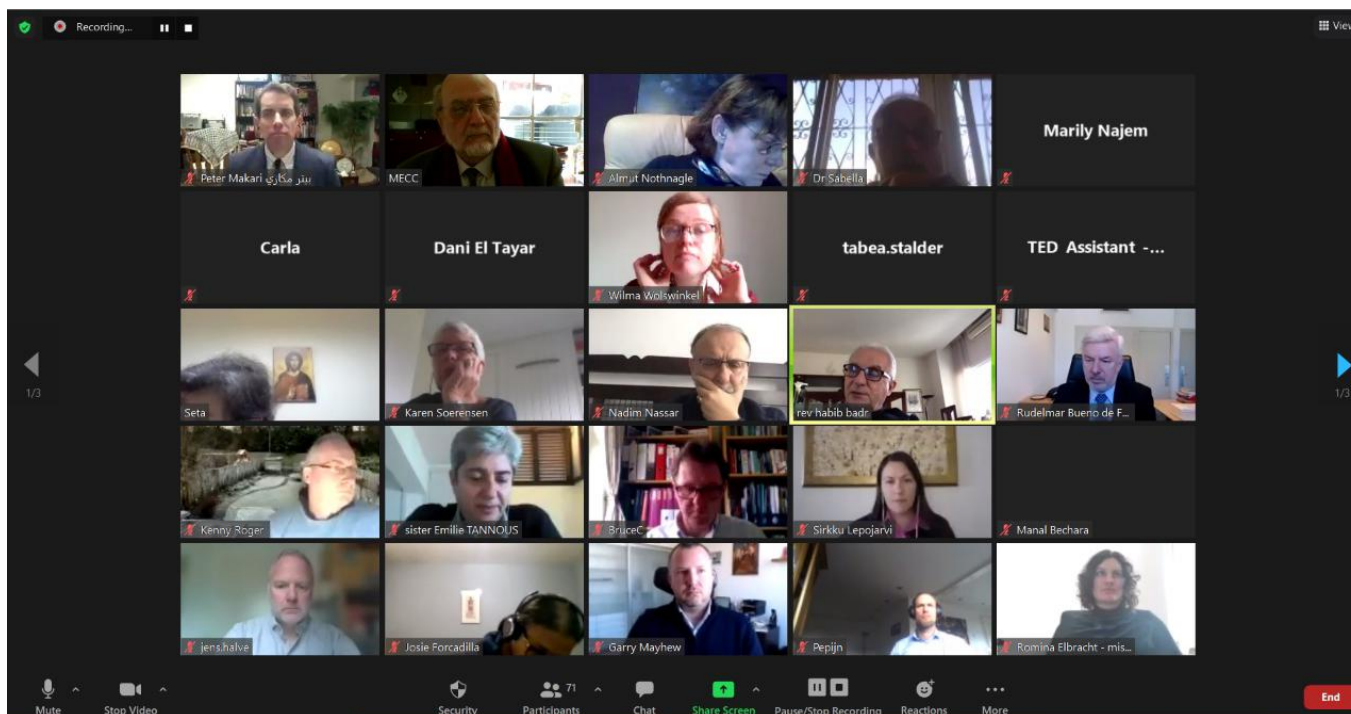 Recording...
View
Peter Makari بيتر مكاري
MECC
Almut Nothnagle
Dr Sabella
Marily Najem
Carla
Dani El Tayar
Wilma Wolswinkel
tabea.stalder
TED Assistant -...
Seta
Karen Soerensen
Nadim Nassar
rev habib badr
Rudelmar Bueno de F...
1/3
1/3
Kenny Roger
sister Emilie TANNOUS
BruceC
Sirkku Lepojarvi
Manal Bechara
jens.halve
Josie Forcadilla
Garry Mayhew
Pepijn
Romina Elbracht - mis...
71
Mute
Stop Video
Security
Participants
Chat
Share Screen
Pause/Stop Recording
Reactions
More
End